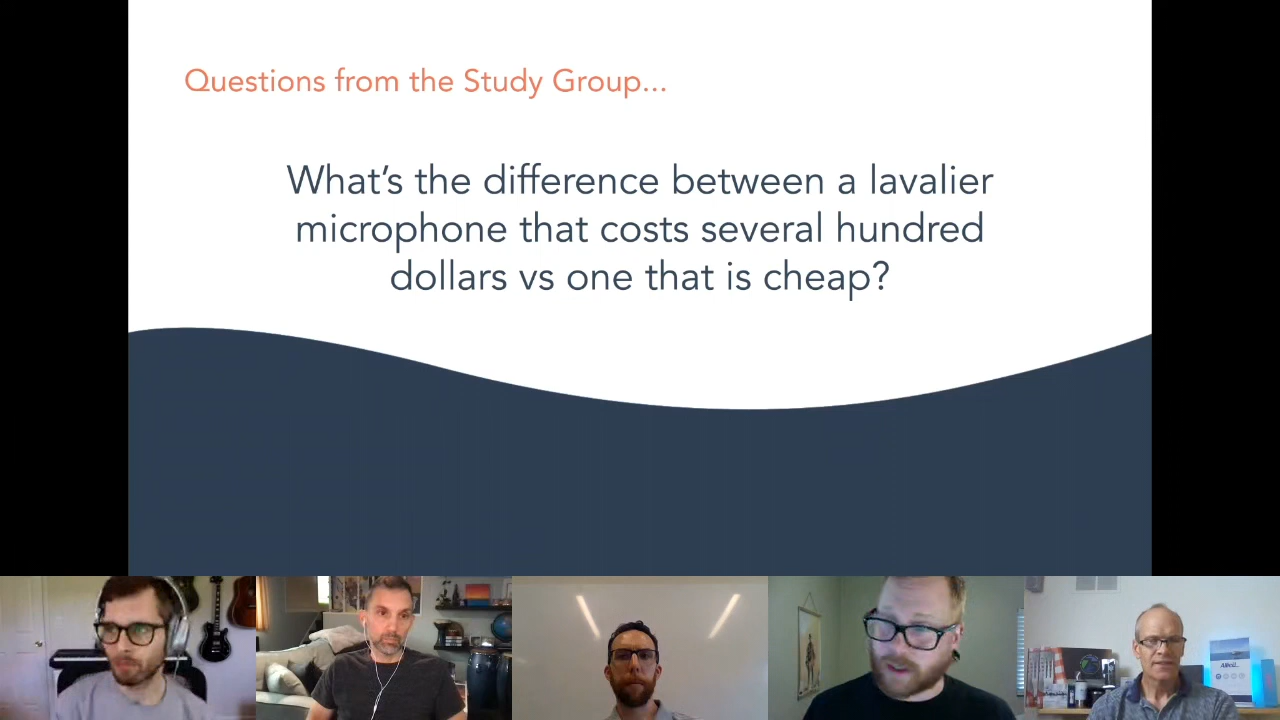 Questions from the Study Group...
What's the difference between a lavalier
microphone that costs several hundred
dollars vs one that is cheap?